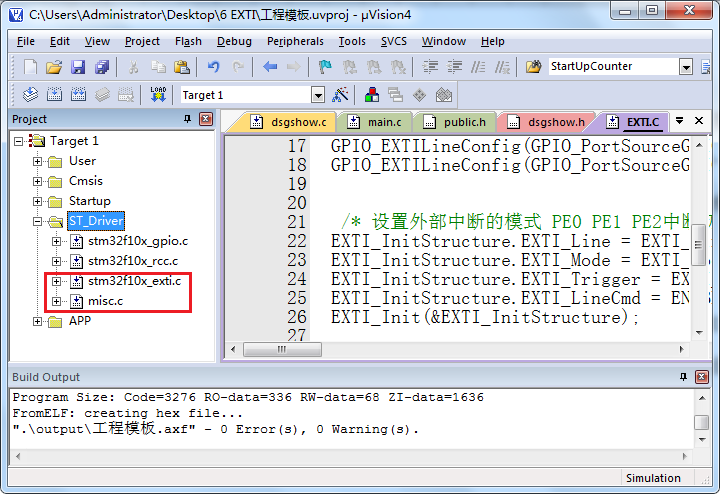 C:\Users\Administrator\Desktop\6 EXTI\工程模板.uvproj - µVision4
File Edit View Project Flash Debug Peripherals Tools SVCS Window Help
StartUpCounter
LOAD Target 1
Project
Target 1
User
Cmsis
Startup
ST_Driver
stm32f10x_gpio.c
stm32f10x_rcc.c
stm32f10x_exti.c
misc.c
APP
dsgshow.c main.c public.h dsgshow.h EXTI.C
17 GPIO_EXTILineConfig(GPIO_PortSourceG
18 GPIO_EXTILineConfig(GPIO_PortSourceG
19
20
21 /* 设置外部中断的模式 PE0 PE1 PE2中断
22 EXTI_InitStructure.EXTI_Line = EXTI_
23 EXTI_InitStructure.EXTI_Mode = EXTI_
24 EXTI_InitStructure.EXTI_Trigger = EX
25 EXTI_InitStructure.EXTI_LineCmd = EN
26 EXTI_Init(&EXTI_InitStructure);
27
Build Output
Program Size: Code=3276 RO-data=336 RW-data=68 ZI-data=1636
FromELF: creating hex file...
".\output\工程模板.axf" - 0 Error(s), 0 Warning(s).
Simulation